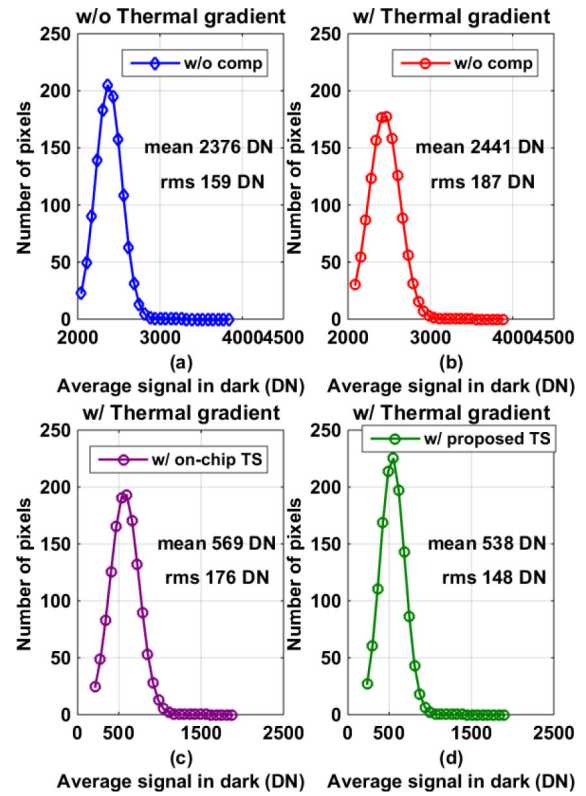 w/o Thermal gradient
250
200
150
100
50
0
Number of pixels
w/o comp
mean 2376 DN
rms 159 DN
2000 3000 40004500
(a)
Average signal in dark (DN)
w/ Thermal gradient
250
200
150
100
50
0
Number of pixels
w/o comp
mean 2441 DN
rms 187 DN
2000 3000 40004500
(b)
Average signal in dark (DN)
w/ Thermal gradient
250
200
150
100
50
0
Number of pixels
w/ on-chip TS
mean 569 DN
rms 176 DN
0 500 1500 2500
(c)
Average signal in dark (DN)
w/ Thermal gradient
250
200
150
100
50
0
Number of pixels
w/ proposed TS
mean 538 DN
rms 148 DN
0 500 1500 2500
(d)
Average signal in dark (DN)